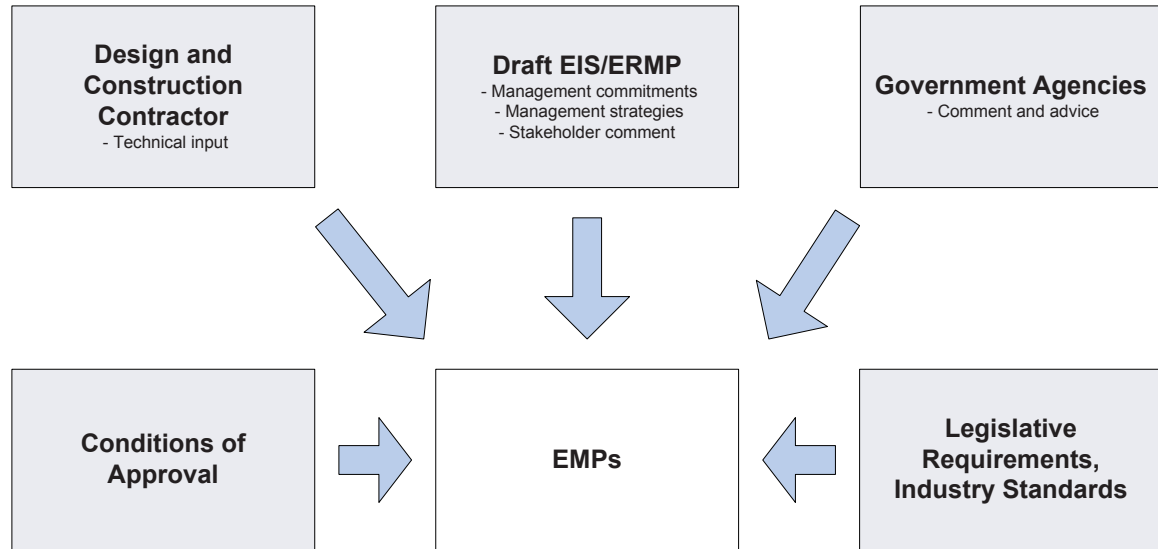 Design and
Construction
Contractor
- Technical input
Draft EIS/ERMP
- Management commitments
- Management strategies
- Stakeholder comment
Government Agencies
- Comment and advice
Conditions of
Approval
EMPs
Legislative
Requirements,
Industry Standards